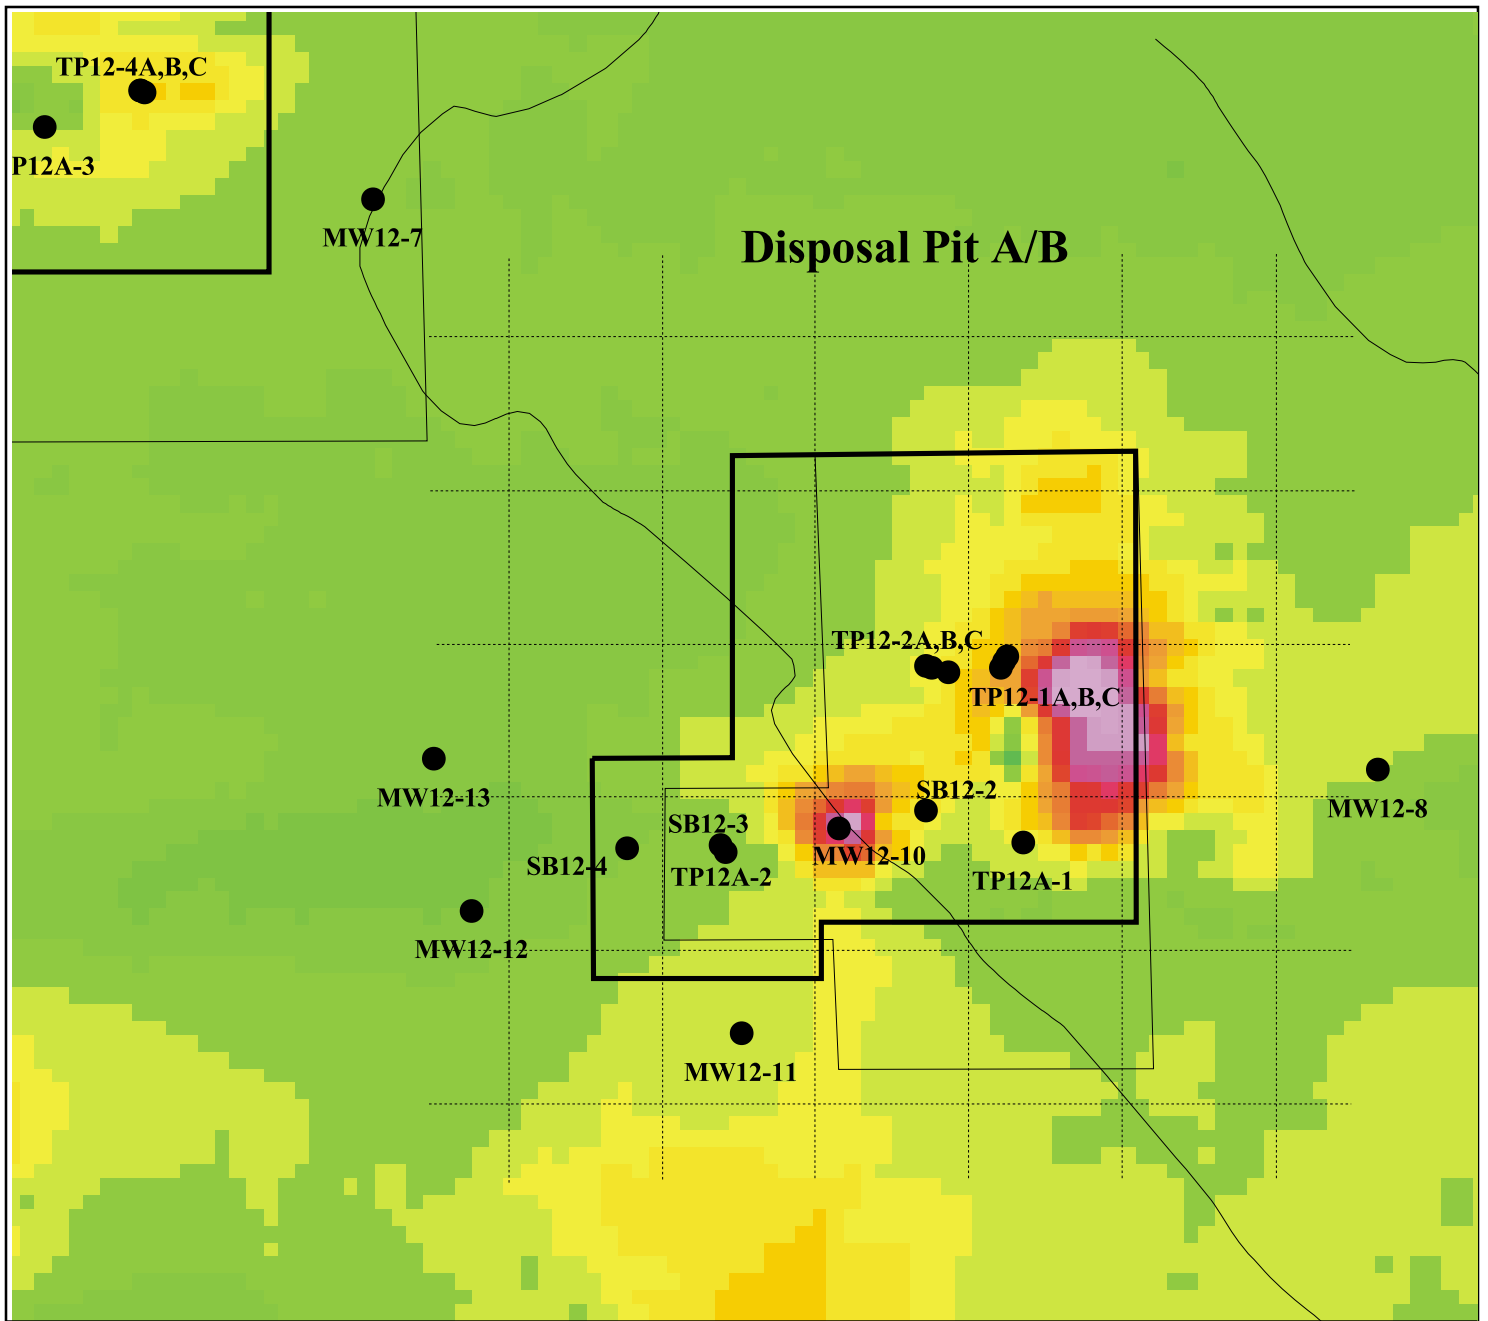 TP12-4A,B,C
P12A-3
MW12-7
Disposal Pit A/B
TP12-2A,B,C
TP12-1A,B,C
MW12-13
SB12-2
MW12-8
SB12-3
MW12-10
SB12-4
TP12A-2
TP12A-1
MW12-12
MW12-11